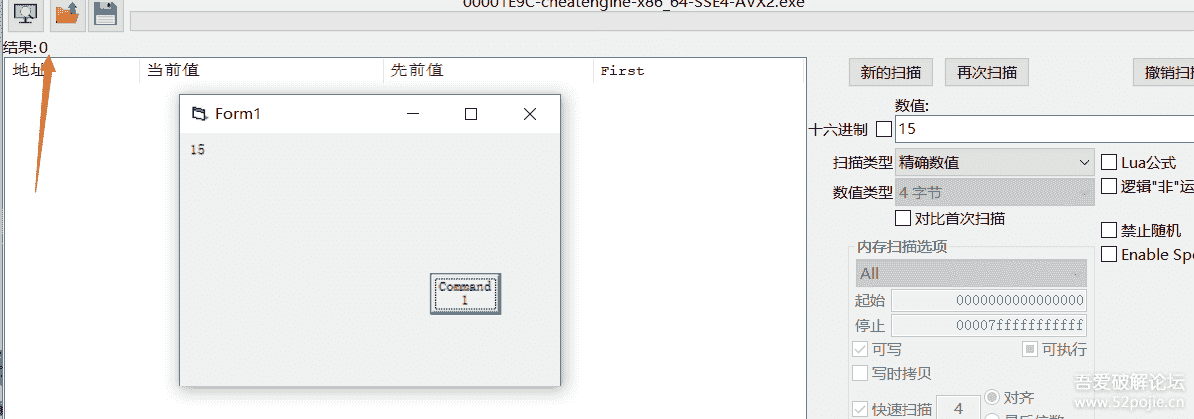 00001E9C-cheatengine-x86_64-SSE4-AVX2.exe
结果:0
地址 当前值 先前值 First
新的扫描 再次扫描 撤销扫
数值:
十六进制 15
扫描类型 精确数值 Lua公式
数值类型 4 字节 逻辑"非"运
对比首次扫描
禁止随机
内存扫描选项 Enable Spe
All
起始 0000000000000000
停止 00007fffffffffff
可写 可执行
写时拷贝
快速扫描 4 对齐
最后位数
Form1
15
Command
1
吾爱破解论坛
www.52pojie.cn